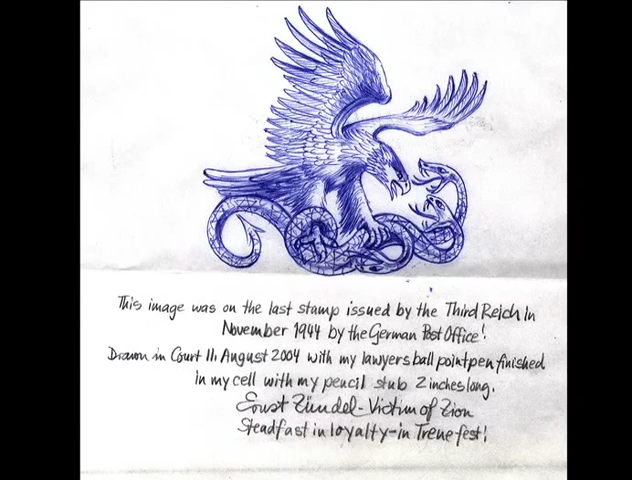 This image was on the last stamp issued by the Third Reich in
November 1944 by the German Post Office!
Drawn in Court 11. August 2004 with my lawyers ball point pen finished
in my cell with my pencil stub 2 inches long.
Ernst Zündel - Victim of Zion
Steadfast in loyalty - in Treue fest!